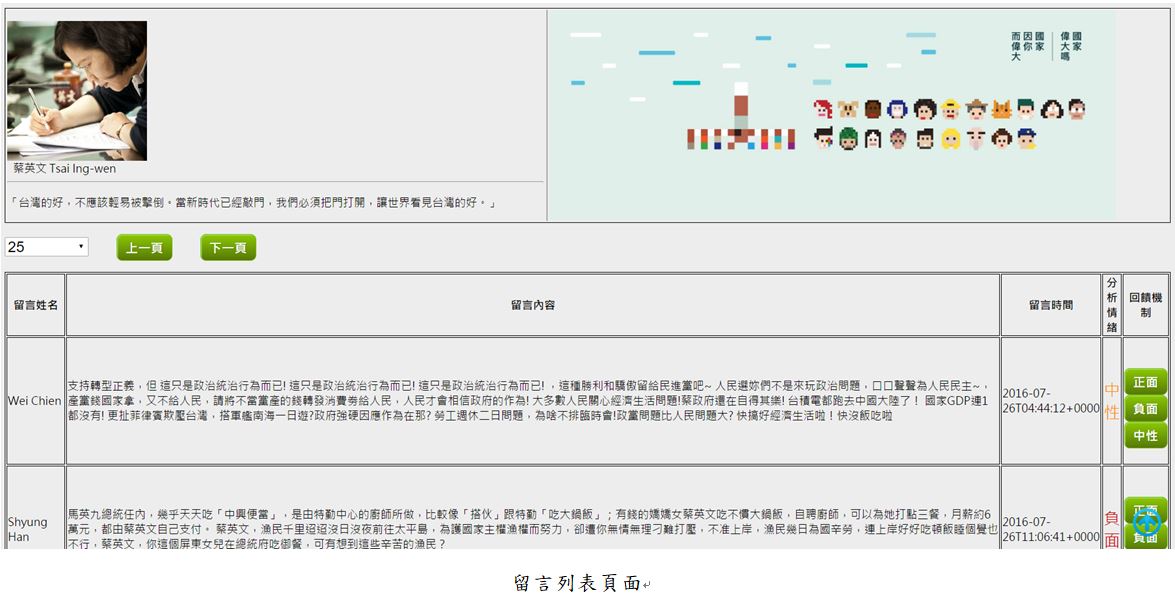 國家
偉大嗎
國家
因你
而偉大
蔡英文 Tsai Ing-wen
「台灣的好，不應該輕易被擊倒。當新時代已經敲門，我們必須把門打開，讓世界看見台灣的好。」
25
上一頁
下一頁
留言姓名
留言內容
留言時間
分析情緒
回饋機制
Wei Chien
支持轉型正義，但 這只是政治統治行為而已! 這只是政治統治行為而已! 這只是政治統治行為而已! ，這種勝利和驕傲留給民進黨吧~ 人民選妳們不是來玩政治問題，口口聲聲為人民民主~，
產黨錢國家拿，又不給人民，請將不當黨產的錢轉發消費劵給人民，人民才會相信政府的作為! 大多數人民關心經濟生活問題!蔡政府還在自得其樂! 台積電都跑去中國大陸了！ 國家GDP連1
都沒有! 更扯菲律賓欺壓台灣，搭軍艦南海一日遊?政府強硬因應作為在那? 勞工週休二日問題，為啥不排臨時會!政黨問題比人民問題大? 快搞好經濟生活啦！快沒飯吃啦
2016-07-
26T04:44:12+0000
中性
正面
負面
中性
Shyung
Han
馬英九總統任內，幾乎天天吃「中興便當」，是由特勤中心的廚師所做，比較像「搭伙」跟特勤「吃大鍋飯」；有錢的嬌嬌女蔡英文吃不慣大鍋飯，自聘廚師，可以為她打點三餐，月薪約6
萬元，都由蔡英文自己支付。 蔡英文，漁民千里迢迢沒日沒夜前往太平島，為護國家主權漁權而努力，卻遭你無情無理刁難打壓，不准上岸，漁民幾日為國辛勞，連上岸好好吃頓飯睡個覺也
不行，蔡英文，你這個屏東女兒在總統府吃御餐，可有想到這些辛苦的漁民？
2016-07-
26T11:06:41+0000
負面
正面
負面
留言列表頁面